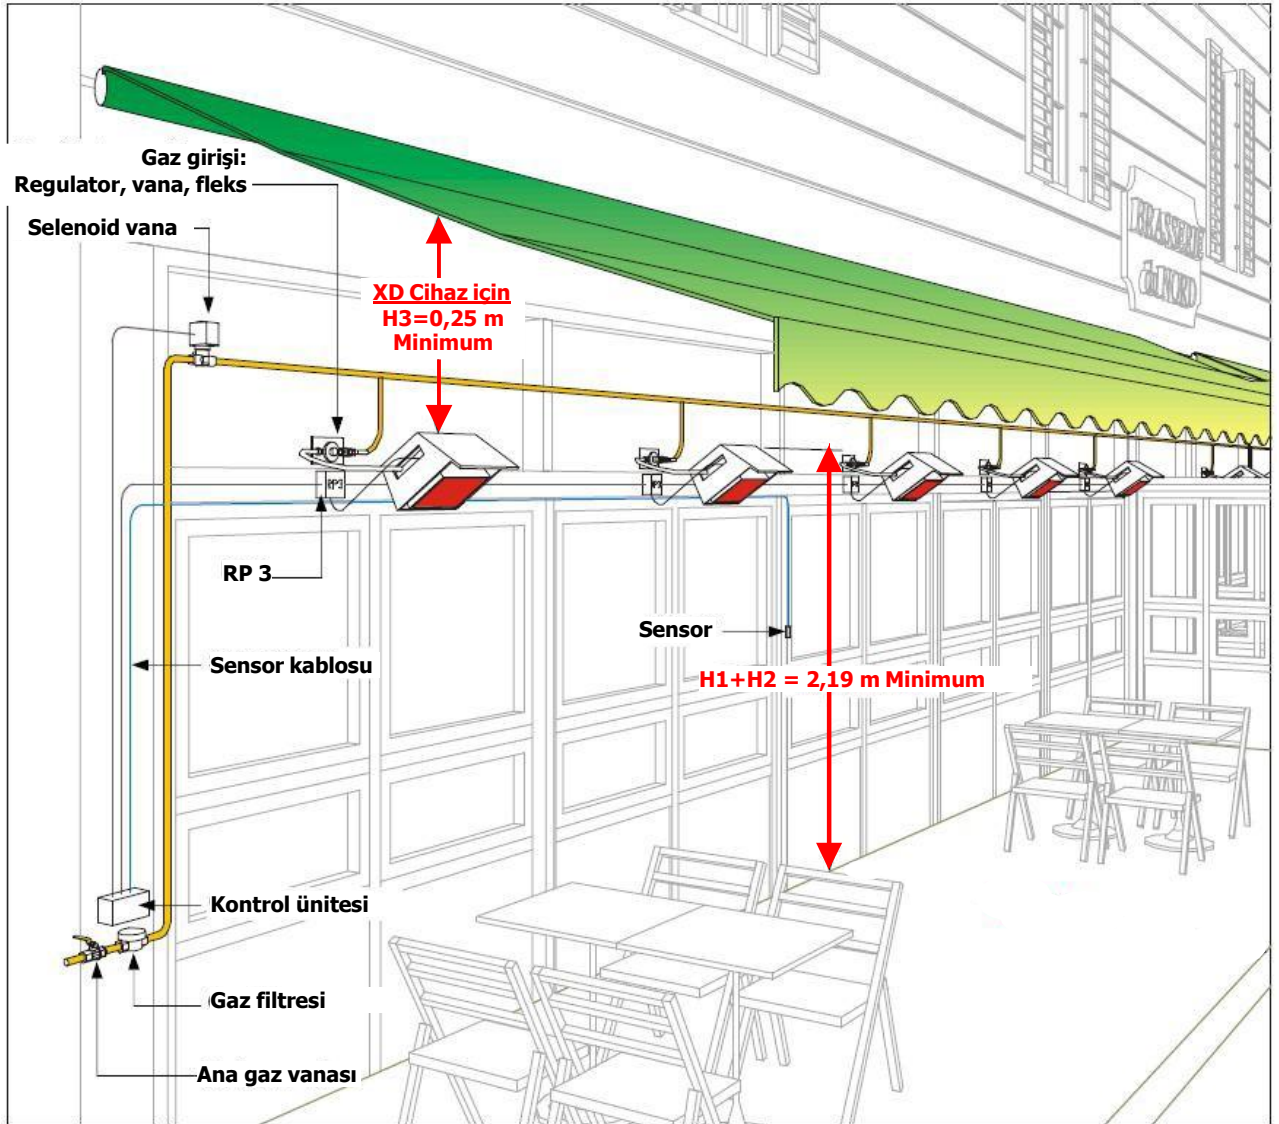 Gaz girişi:
Regulator, vana, fleks
Selenoid vana
XD Cihaz için
H3=0,25 m
Minimum
BRASSERIE
du NORD
RP3
RP 3
Sensor
Sensor kablosu
H1+H2 = 2,19 m Minimum
Kontrol ünitesi
Gaz filtresi
Ana gaz vanası